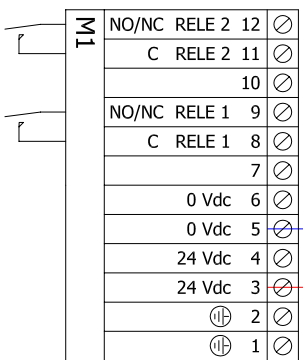 M1
NO/NC RELE 2 12
C RELE 2 11
10
NO/NC RELE 1 9
C RELE 1 8
7
0 Vdc 6
0 Vdc 5
24 Vdc 4
24 Vdc 3
2
1